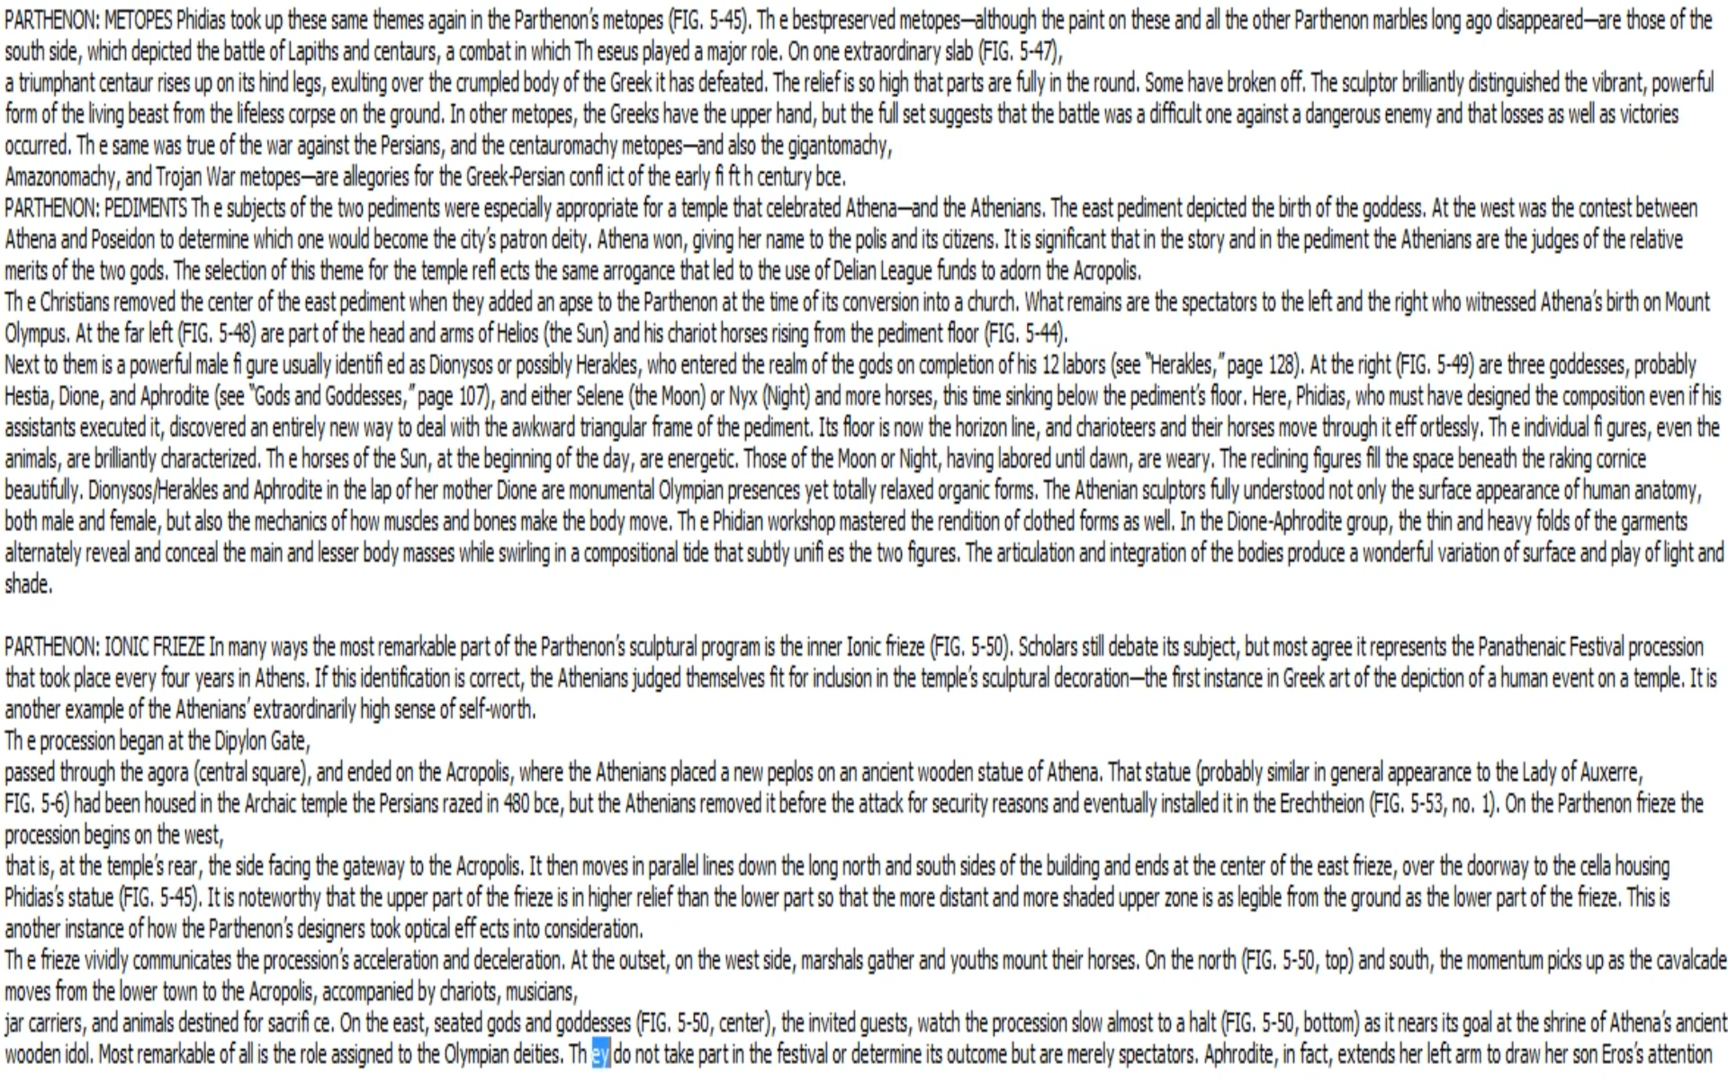 PARTHENON: METOPES Phidias took up these same themes again in the Parthenon's metopes (FIG. 5-45). Th e bestpreserved metopes—although the paint on these and all the other Parthenon marbles long ago disappeared—are those of the
south side, which depicted the battle of Lapiths and centaurs, a combat in which Th eseus played a major role. On one extraordinary slab (FIG. 5-47),
a triumphant centaur rises up on its hind legs, exulting over the crumpled body of the Greek it has defeated. The relief is so high that parts are fully in the round. Some have broken off. The sculptor brilliantly distinguished the vibrant, powerful
form of the living beast from the lifeless corpse on the ground. In other metopes, the Greeks have the upper hand, but the full set suggests that the battle was a difficult one against a dangerous enemy and that losses as well as victories
occurred. Th e same was true of the war against the Persians, and the centauromachy metopes—and also the gigantomachy,
Amazonomachy, and Trojan War metopes—are allegories for the Greek-Persian confl ict of the early fi ft h century bce.
PARTHENON: PEDIMENTS Th e subjects of the two pediments were especially appropriate for a temple that celebrated Athena—and the Athenians. The east pediment depicted the birth of the goddess. At the west was the contest between
Athena and Poseidon to determine which one would become the city's patron deity. Athena won, giving her name to the polis and its citizens. It is significant that in the story and in the pediment the Athenians are the judges of the relative
merits of the two gods. The selection of this theme for the temple refl ects the same arrogance that led to the use of Delian League funds to adorn the Acropolis.
Th e Christians removed the center of the east pediment when they added an apse to the Parthenon at the time of its conversion into a church. What remains are the spectators to the left and the right who witnessed Athena's birth on Mount
Olympus. At the far left (FIG. 5-48) are part of the head and arms of Helios (the Sun) and his chariot horses rising from the pediment floor (FIG. 5-44).
Next to them is a powerful male fi gure usually identifi ed as Dionysos or possibly Herakles, who entered the realm of the gods on completion of his 12 labors (see "Herakles," page 128). At the right (FIG. 5-49) are three goddesses, probably
Hestia, Dione, and Aphrodite (see "Gods and Goddesses," page 107), and either Selene (the Moon) or Nyx (Night) and more horses, this time sinking below the pediment's floor. Here, Phidias, who must have designed the composition even if his
assistants executed it, discovered an entirely new way to deal with the awkward triangular frame of the pediment. Its floor is now the horizon line, and charioteers and their horses move through it eff ortlessly. Th e individual fi gures, even the
animals, are brilliantly characterized. Th e horses of the Sun, at the beginning of the day, are energetic. Those of the Moon or Night, having labored until dawn, are weary. The reclining figures fill the space beneath the raking cornice
beautifully. Dionysos/Herakles and Aphrodite in the lap of her mother Dione are monumental Olympian presences yet totally relaxed organic forms. The Athenian sculptors fully understood not only the surface appearance of human anatomy,
both male and female, but also the mechanics of how muscles and bones make the body move. Th e Phidian workshop mastered the rendition of clothed forms as well. In the Dione-Aphrodite group, the thin and heavy folds of the garments
alternately reveal and conceal the main and lesser body masses while swirling in a compositional tide that subtly unifi es the two figures. The articulation and integration of the bodies produce a wonderful variation of surface and play of light and
shade.
PARTHENON: IONIC FRIEZE In many ways the most remarkable part of the Parthenon's sculptural program is the inner Ionic frieze (FIG. 5-50). Scholars still debate its subject, but most agree it represents the Panathenaic Festival procession
that took place every four years in Athens. If this identification is correct, the Athenians judged themselves fit for inclusion in the temple's sculptural decoration—the first instance in Greek art of the depiction of a human event on a temple. It is
another example of the Athenians' extraordinarily high sense of self-worth.
Th e procession began at the Dipylon Gate,
passed through the agora (central square), and ended on the Acropolis, where the Athenians placed a new peplos on an ancient wooden statue of Athena. That statue (probably similar in general appearance to the Lady of Auxerre,
FIG. 5-6) had been housed in the Archaic temple the Persians razed in 480 bce, but the Athenians removed it before the attack for security reasons and eventually installed it in the Erechtheion (FIG. 5-53, no. 1). On the Parthenon frieze the
procession begins on the west,
that is, at the temple's rear, the side facing the gateway to the Acropolis. It then moves in parallel lines down the long north and south sides of the building and ends at the center of the east frieze, over the doorway to the cella housing
Phidias's statue (FIG. 5-45). It is noteworthy that the upper part of the frieze is in higher relief than the lower part so that the more distant and more shaded upper zone is as legible from the ground as the lower part of the frieze. This is
another instance of how the Parthenon's designers took optical eff ects into consideration.
Th e frieze vividly communicates the procession's acceleration and deceleration. At the outset, on the west side, marshals gather and youths mount their horses. On the north (FIG. 5-50, top) and south, the momentum picks up as the cavalcade
moves from the lower town to the Acropolis, accompanied by chariots, musicians,
jar carriers, and animals destined for sacrifi ce. On the east, seated gods and goddesses (FIG. 5-50, center), the invited guests, watch the procession slow almost to a halt (FIG. 5-50, bottom) as it nears its goal at the shrine of Athena's ancient
wooden idol. Most remarkable of all is the role assigned to the Olympian deities. Th ey do not take part in the festival or determine its outcome but are merely spectators. Aphrodite, in fact, extends her left arm to draw her son Eros's attention